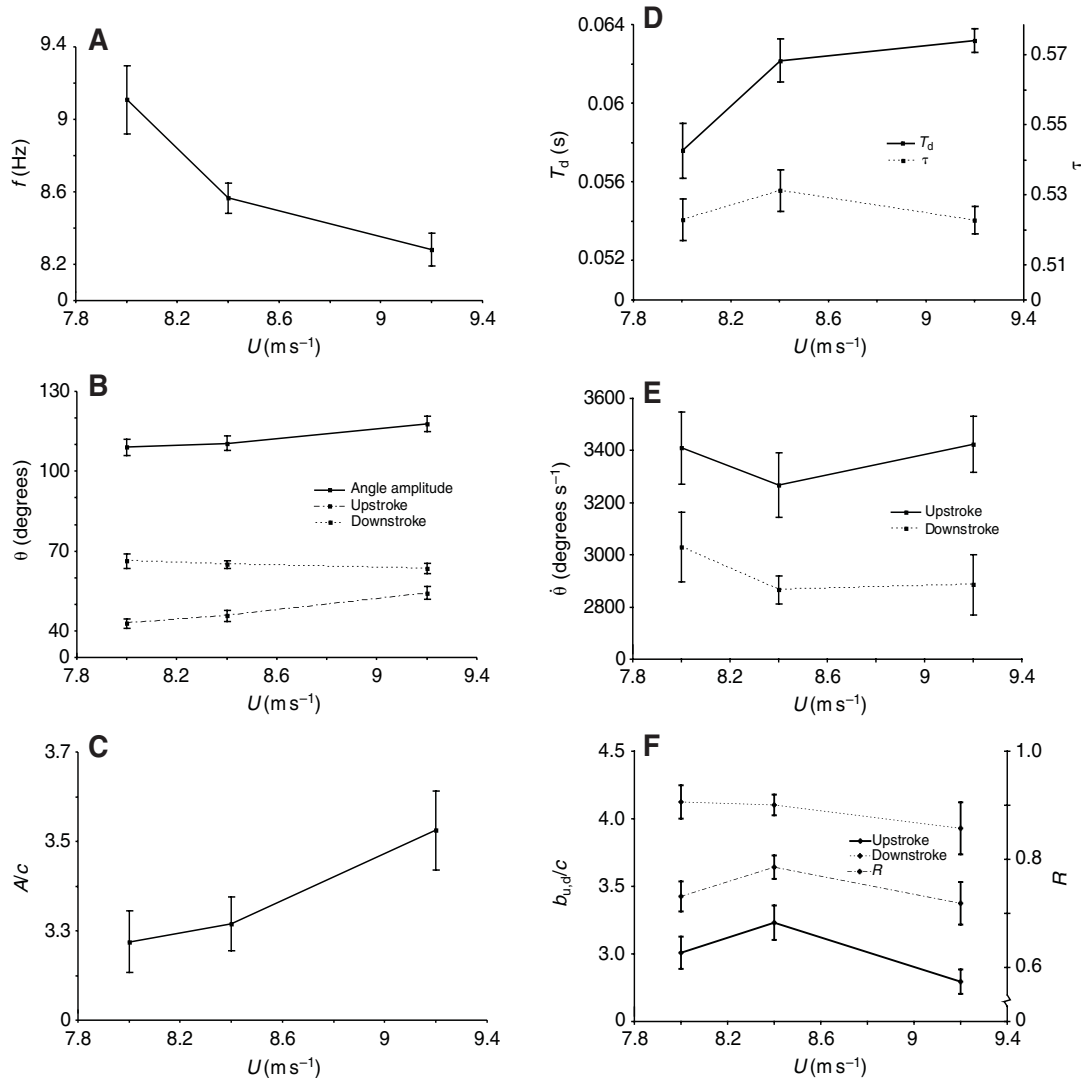 A
9.4
9
8.6
8.2
0
f (Hz)
7.8 8.2 8.6 9 9.4
U (m s⁻¹)
D
0.064
0.06
0.056
0.052
0
T_d (s)
0.57
0.55
0.53
0.51
0
τ
T_d
τ
7.8 8.2 8.6 9 9.4
U (m s⁻¹)
B
130
100
70
40
0
θ (degrees)
Angle amplitude
Upstroke
Downstroke
7.8 8.2 8.6 9 9.4
U (m s⁻¹)
E
3600
3400
3200
3000
2800
0
θ̇ (degrees s⁻¹)
Upstroke
Downstroke
7.8 8.2 8.6 9 9.4
U (m s⁻¹)
C
3.7
3.5
3.3
0
A/c
7.8 8.2 8.6 9 9.4
U (m s⁻¹)
F
4.5
4.0
3.5
3.0
0
b_u,d/c
1.0
0.8
0.6
0
R
Upstroke
Downstroke
R
7.8 8.2 8.6 9 9.4
U (m s⁻¹)